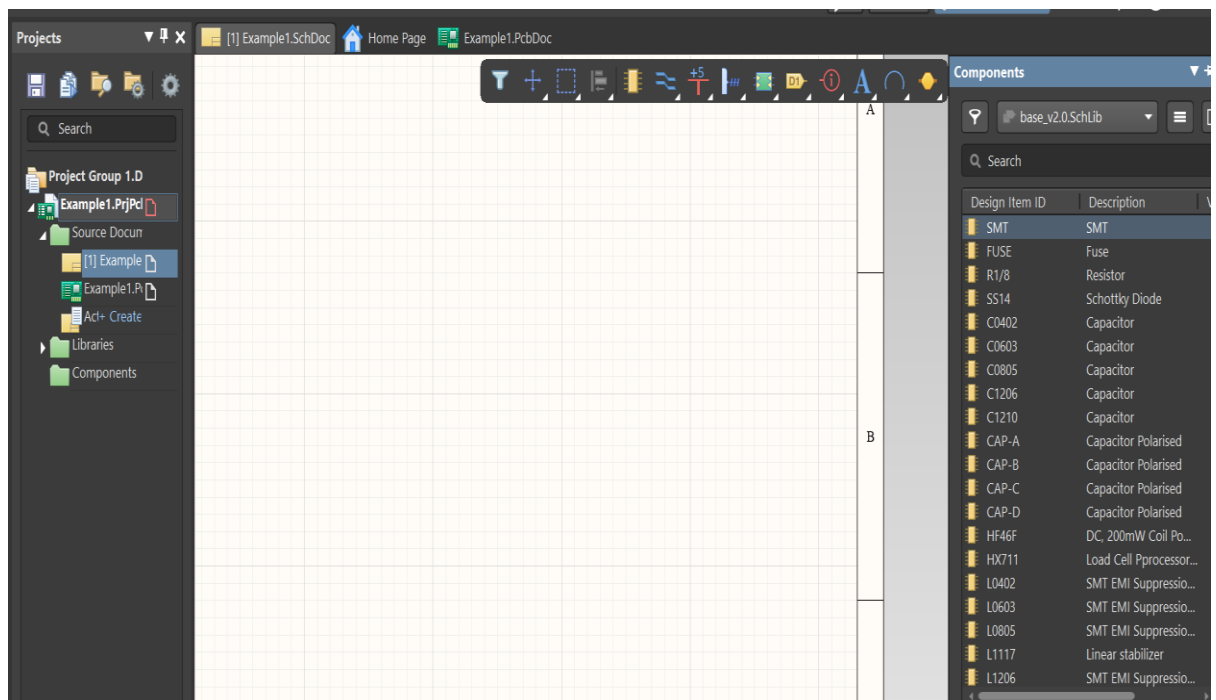 Projects
[1] Example1.SchDoc
Home Page
Example1.PcbDoc
Search
Project Group 1.D
Example1.PrjPcl
Source Docum
[1] Example
Example1.P
Act+ Create
Libraries
Components
+5
D1
A
A
B
Components
base_v2.0.SchLib
Search
Design Item ID Description V
SMT SMT
FUSE Fuse
R1/8 Resistor
SS14 Schottky Diode
C0402 Capacitor
C0603 Capacitor
C0805 Capacitor
C1206 Capacitor
C1210 Capacitor
CAP-A Capacitor Polarised
CAP-B Capacitor Polarised
CAP-C Capacitor Polarised
CAP-D Capacitor Polarised
HF46F DC, 200mW Coil Po...
HX711 Load Cell Pprocessor...
L0402 SMT EMI Suppressio...
L0603 SMT EMI Suppressio...
L0805 SMT EMI Suppressio...
L1117 Linear stabilizer
L1206 SMT EMI Suppressio...